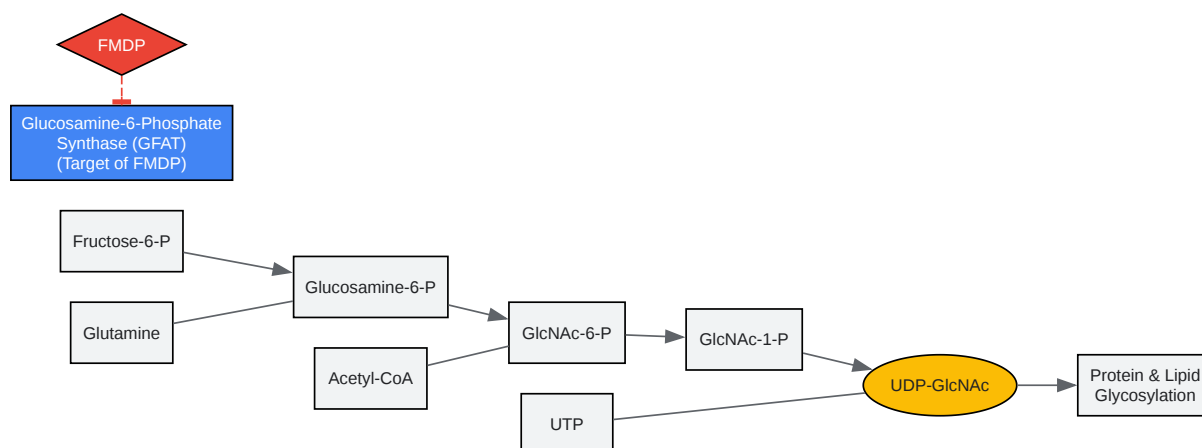 FMDP
Glucosamine-6-Phosphate
Synthase (GFAT)
(Target of FMDP)
Fructose-6-P
Glucosamine-6-P
Glutamine
GlcNAc-6-P
GlcNAc-1-P
Acetyl-CoA
UDP-GlcNAc
Protein & Lipid
Glycosylation
UTP